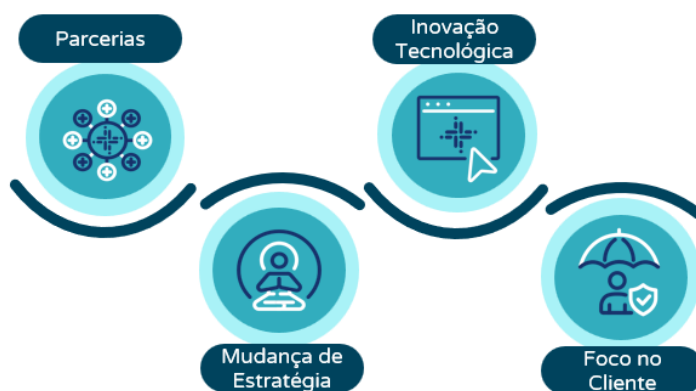 Parcerias
Mudança de
Estratégia
Inovação
Tecnológica
Foco no
Cliente